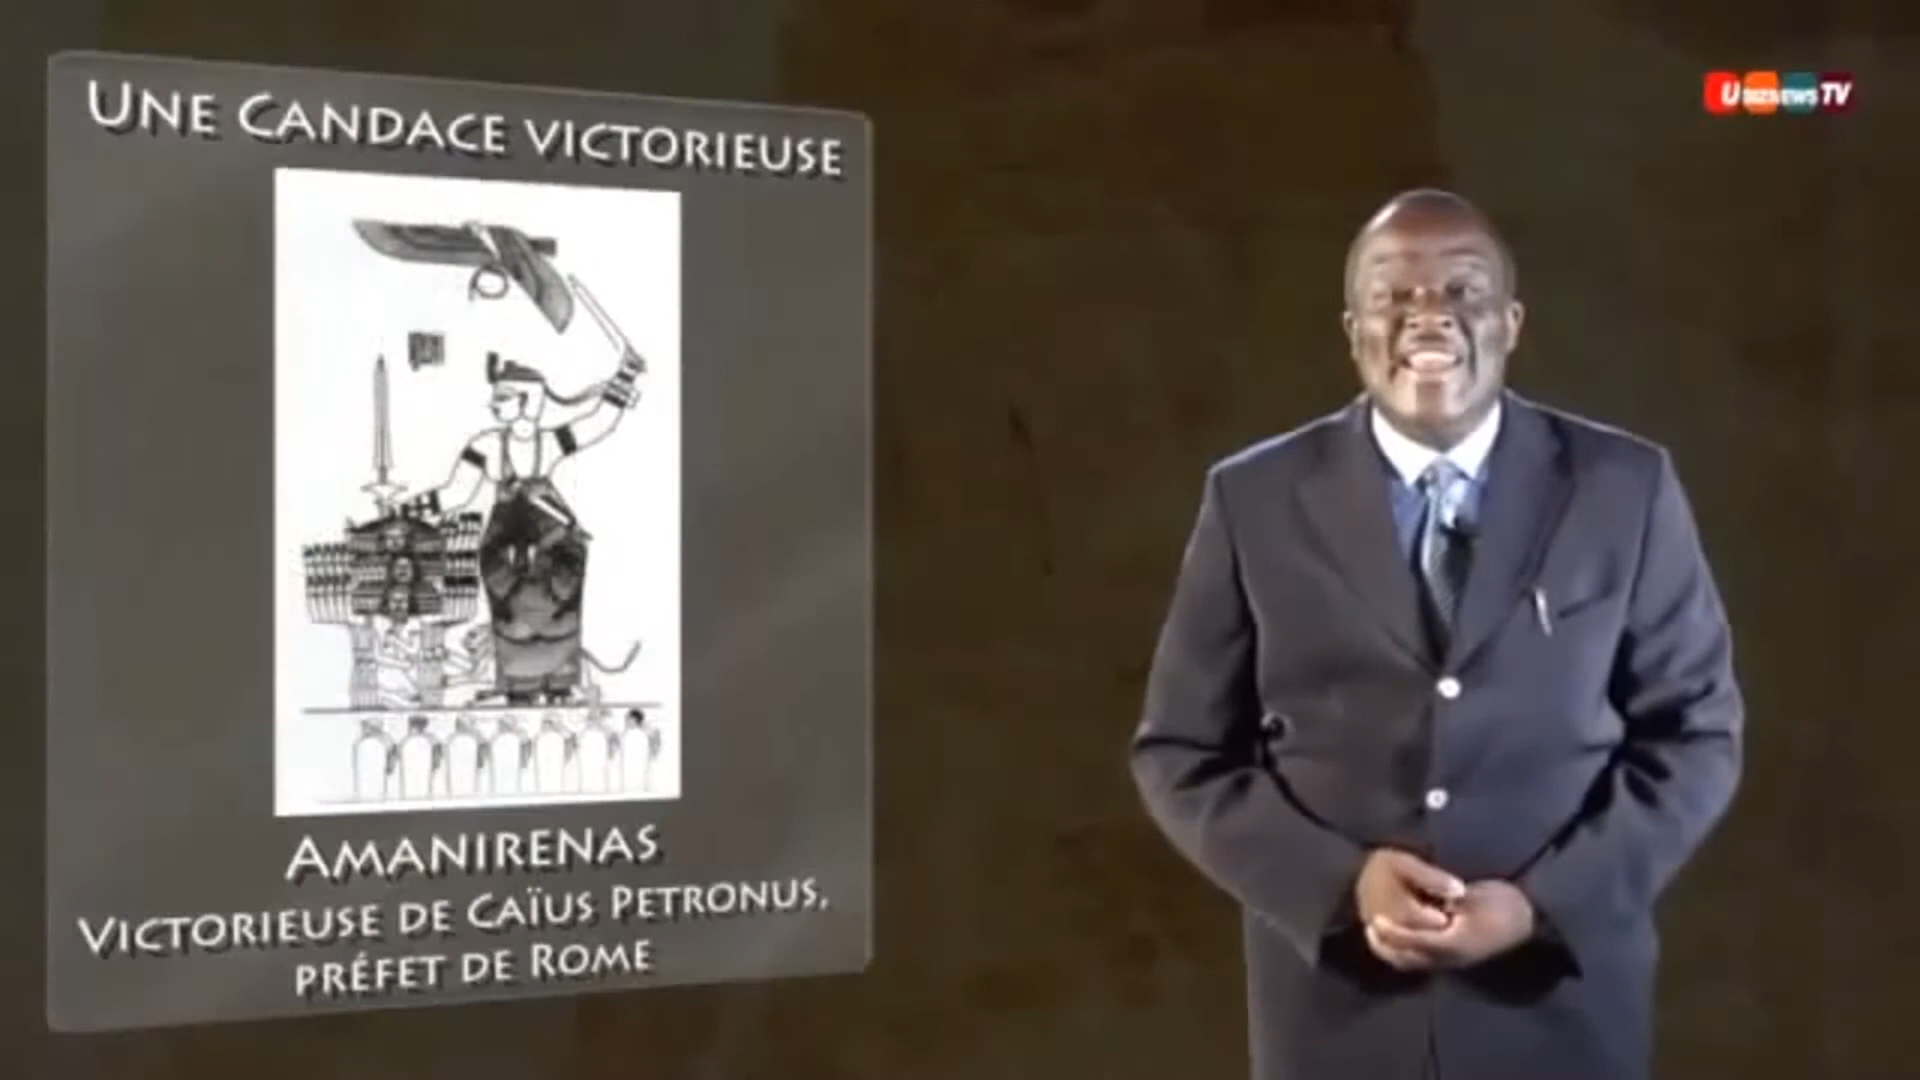 UNE CANDACE VICTORIEUSE
AMANIRENAS
VICTORIEUSE DE CAÏUS PETRONUS,
PRÉFET DE ROME
TV